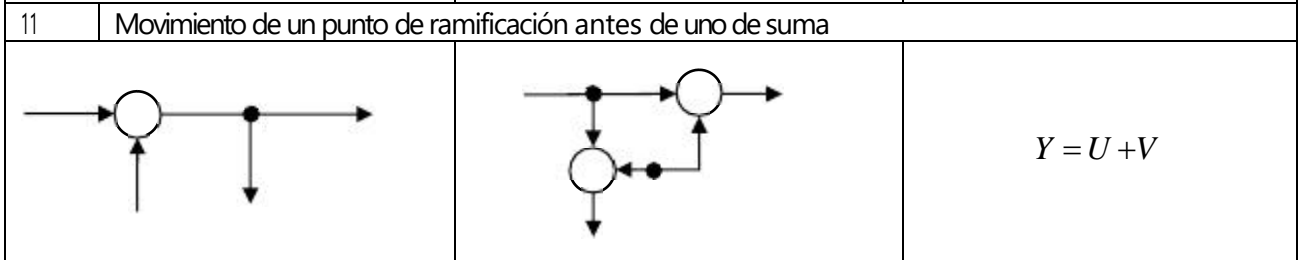 11 Movimiento de un punto de ramificación antes de uno de suma
Y = U + V